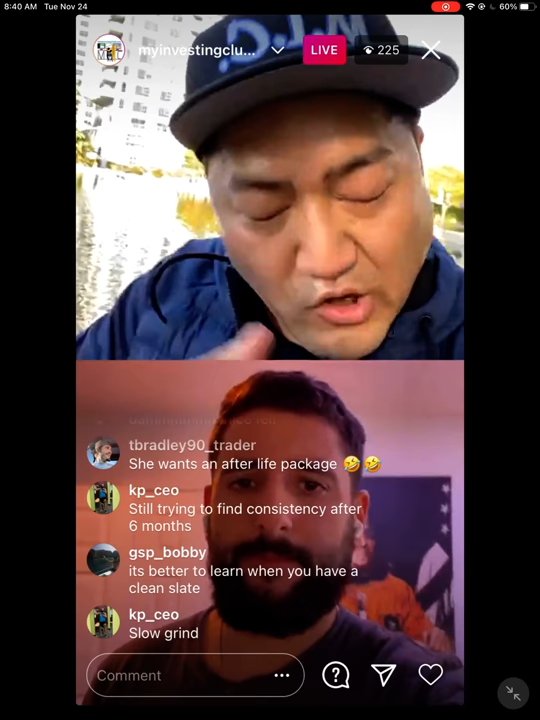 8:40 AM Tue Nov 24
60%
myinvestingclu...
LIVE
225
M.I.C
tbradley90_trader
She wants an after life package 🤣🤣
kp_ceo
Still trying to find consistency after
6 months
gsp_bobby
its better to learn when you have a
clean slate
kp_ceo
Slow grind
Comment